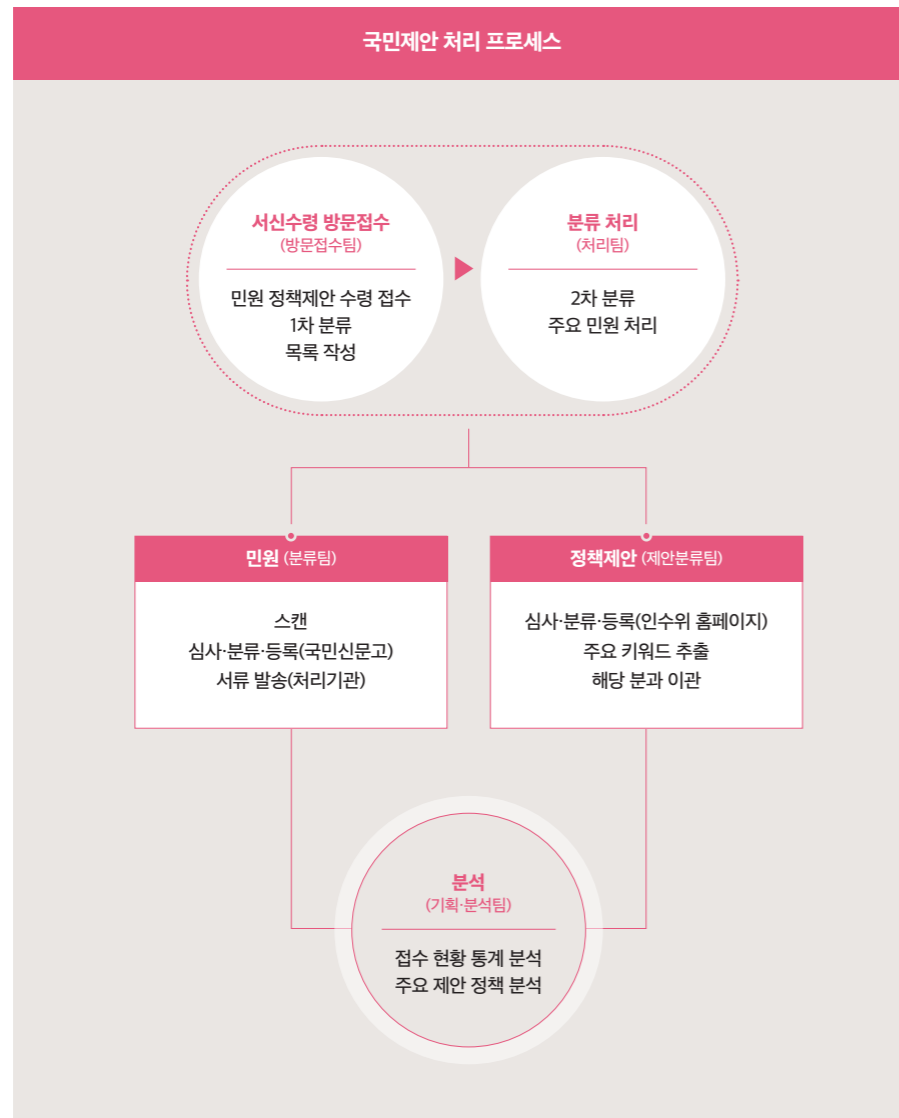 국민제안 처리 프로세스
서신수령 방문접수
(방문접수팀)
민원 정책제안 수령 접수
1차 분류
목록 작성
분류 처리
(처리팀)
2차 분류
주요 민원 처리
민원 (분류팀)
스캔
심사·분류·등록(국민신문고)
서류 발송(처리기관)
정책제안 (제안분류팀)
심사·분류·등록(인수위 홈페이지)
주요 키워드 추출
해당 분과 이관
분석
(기획·분석팀)
접수 현황 통계 분석
주요 제안 정책 분석